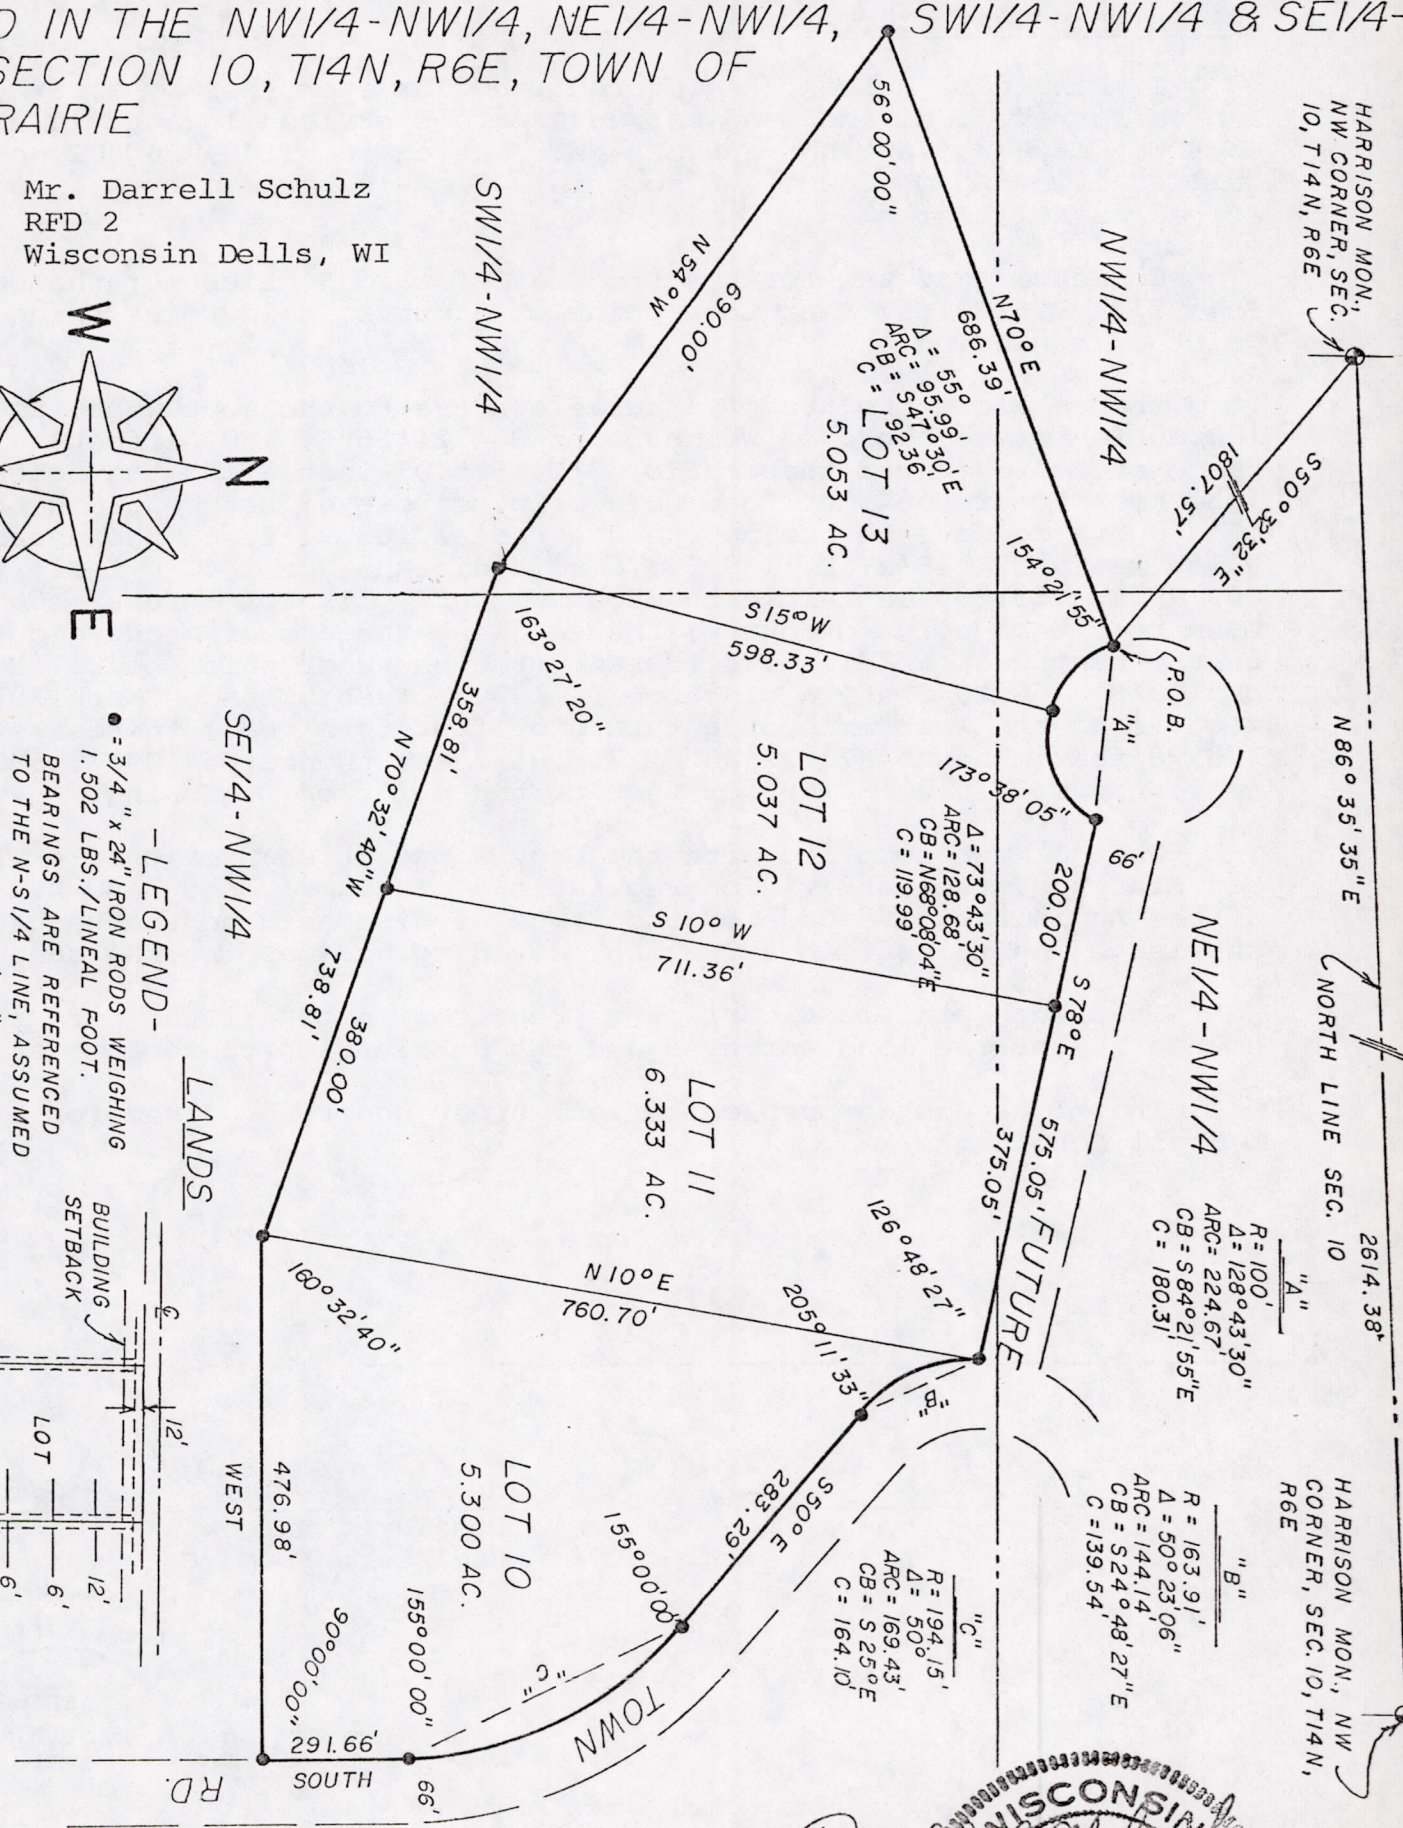 D IN THE NW1/4-NW1/4, NE1/4-NW1/4, SW1/4-NW1/4 & SE1/4-
SECTION 10, T14N, R6E, TOWN OF
RAIRIE
Mr. Darrell Schulz
RFD 2
Wisconsin Dells, WI
W
N
E
HARRISON MON.,
NW CORNER, SEC.
10, T14N, R6E
S50°32'32"E
1807.57'
N86°35'35"E
NORTH LINE SEC. 10
2614.38'
HARRISON MON., NW
CORNER, SEC. 10, T14N,
R6E
NW1/4-NW1/4
NE1/4-NW1/4
SW1/4-NW1/4
SE1/4-NW1/4
56°00'00"
N70°E
686.39'
N54°W
690.00'
Δ = 55°
ARC = 95.99'
CB = S47°30'E
C = 92.36'
LOT 13
5.053 AC.
154°21'55"
P.O.B.
"A"
S15°W
598.33'
163°27'20"
358.81'
N70°32'40"W
738.81'
380.00'
LOT 12
5.037 AC.
173°38'05"
Δ = 73°43'30"
ARC = 128.68'
CB = N68°08'04"E
C = 119.99'
66'
200.00'
S78°E
575.05'
375.05'
S10°W
711.36'
LOT 11
6.333 AC.
126°48'27"
205°11'33"
N10°E
760.70'
160°32'40"
FUTURE
TOWN
RD.
"B"
S50°E
283.29'
LOT 10
5.300 AC.
155°00'00"
155°00'00"
90°00'00"
"C"
476.98'
WEST
291.66'
SOUTH
66'
"A"
R = 100'
Δ = 128°43'30"
ARC = 224.67'
CB = S84°21'55"E
C = 180.31'
"B"
R = 163.91'
Δ = 50°23'06"
ARC = 144.14'
CB = S24°48'27"E
C = 139.54'
"C"
R = 194.15'
Δ = 50°
ARC = 169.43'
CB = S25°E
C = 164.10'
-LEGEND-
● = 3/4" x 24" IRON RODS WEIGHING
1.502 LBS./LINEAL FOOT.
BEARINGS ARE REFERENCED
TO THE N-S 1/4 LINE, ASSUMED
LANDS
BUILDING
SETBACK
℄
12'
LOT
12'
6'
6'
WISCONSIN